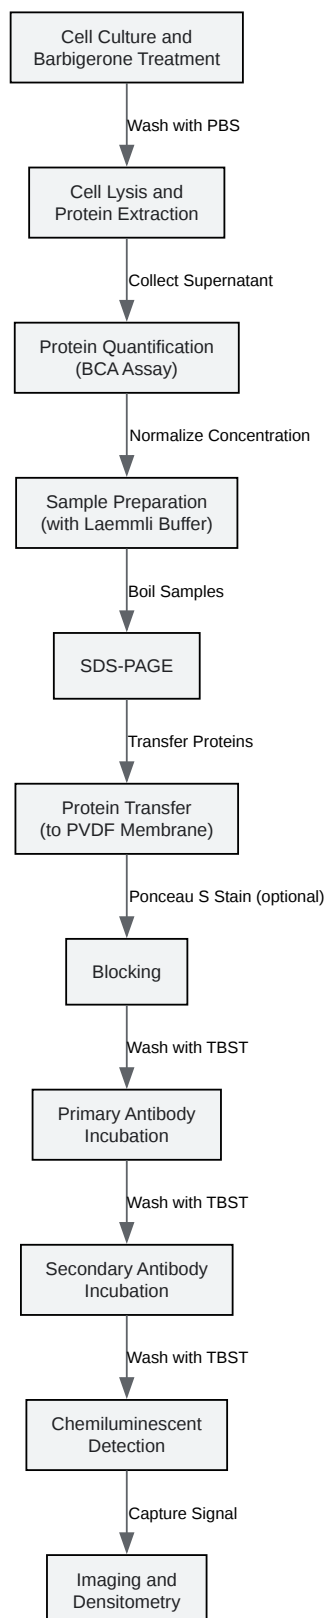 Cell Culture and
Barbigerone Treatment
Wash with PBS
Cell Lysis and
Protein Extraction
Collect Supernatant
Protein Quantification
(BCA Assay)
Normalize Concentration
Sample Preparation
(with Laemmli Buffer)
Boil Samples
SDS-PAGE
Transfer Proteins
Protein Transfer
(to PVDF Membrane)
Ponceau S Stain (optional)
Blocking
Wash with TBST
Primary Antibody
Incubation
Wash with TBST
Secondary Antibody
Incubation
Wash with TBST
Chemiluminescent
Detection
Capture Signal
Imaging and
Densitometry